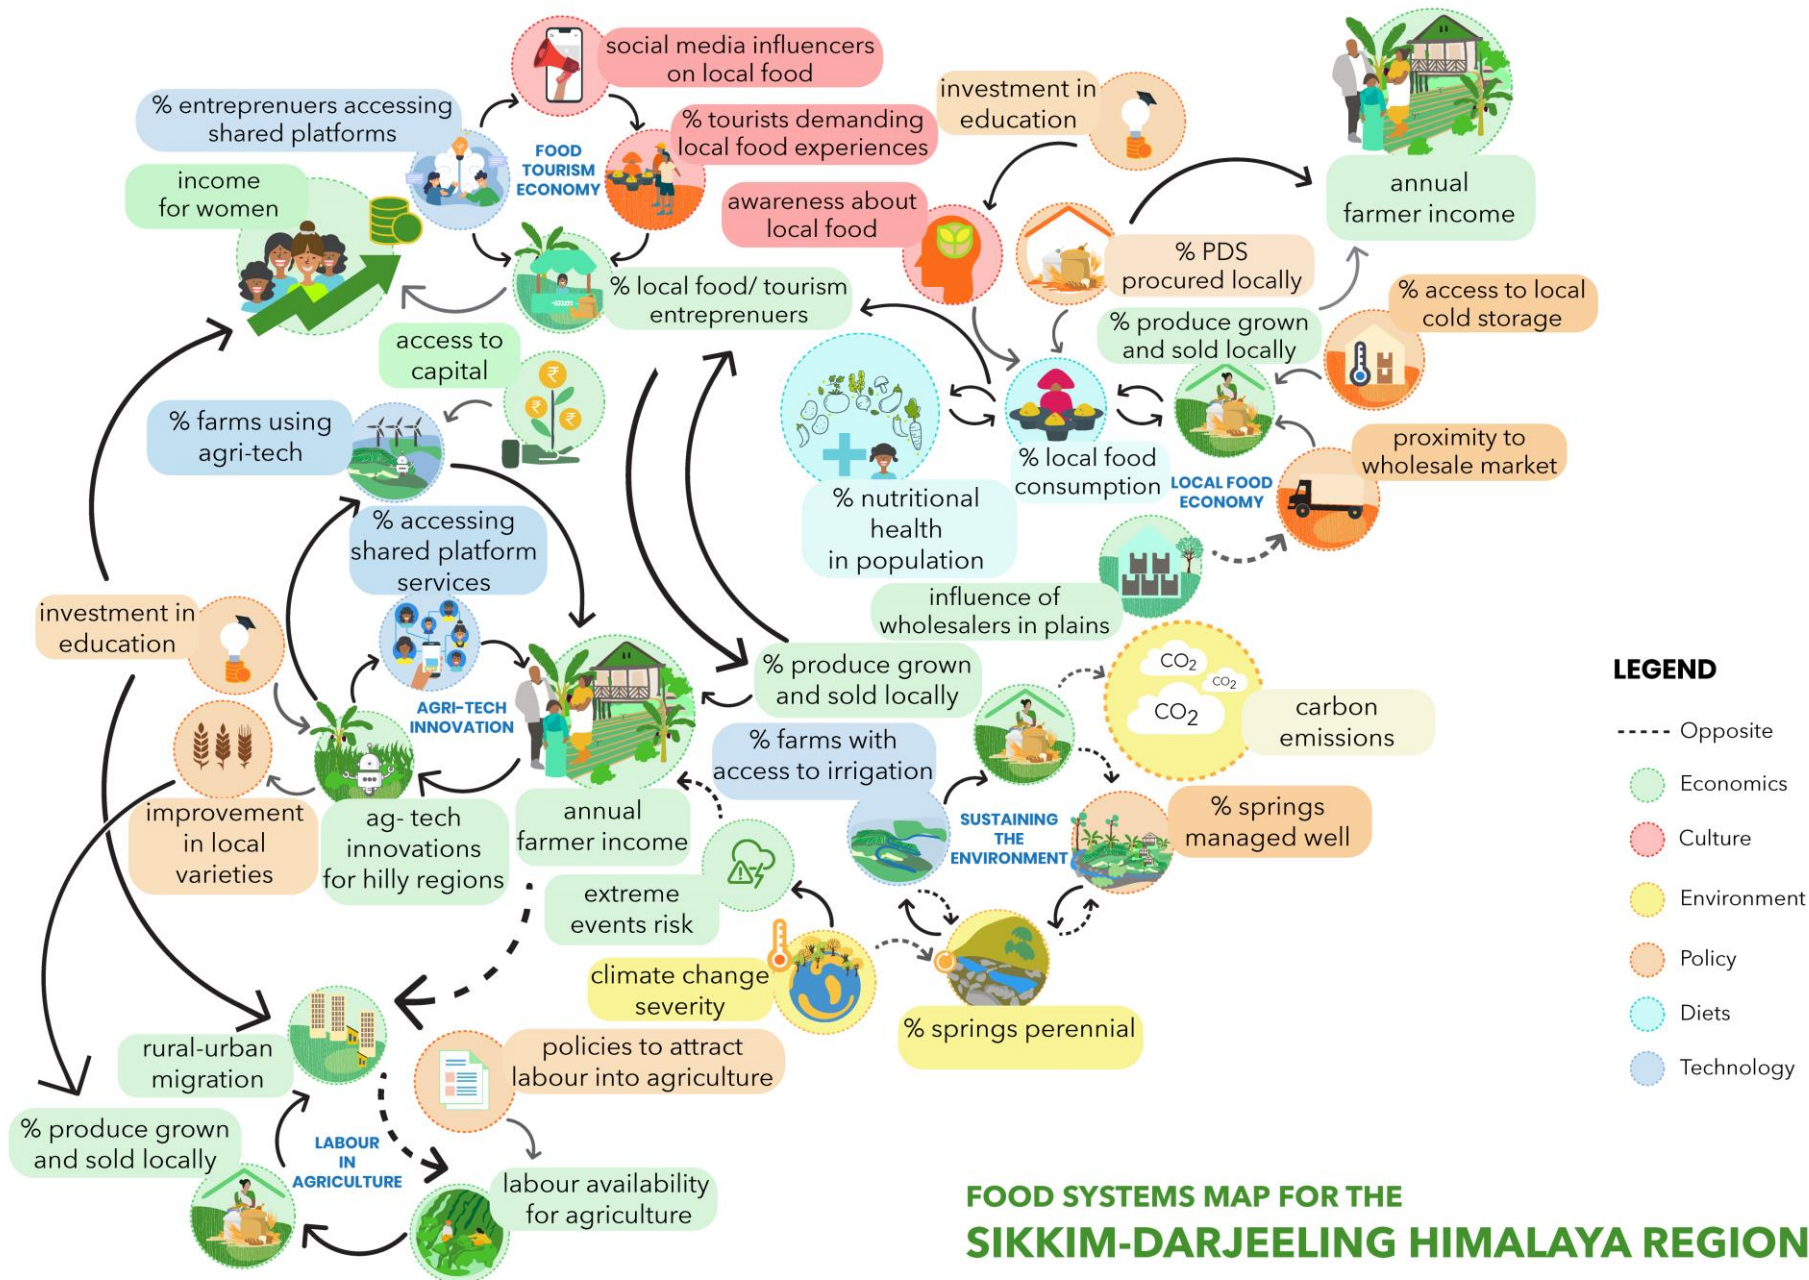 social media influencers
on local food
% entreprenuers accessing
shared platforms
FOOD
TOURISM
ECONOMY
% tourists demanding
local food experiences
investment in
education
annual
farmer income
income
for women
awareness about
local food
% PDS
procured locally
% local food/ tourism
entreprenuers
% access to local
cold storage
% produce grown
and sold locally
access to
capital
% farms using
agri-tech
% local food
consumption
LOCAL FOOD
ECONOMY
proximity to
wholesale market
% nutritional
health
in population
% accessing
shared platform
services
influence of
wholesalers in plains
investment in
education
AGRI-TECH
INNOVATION
% produce grown
and sold locally
CO2
CO2
CO2
carbon
emissions
% farms with
access to irrigation
improvement
in local
varieties
ag- tech
innovations
for hilly regions
annual
farmer income
SUSTAINING
THE
ENVIRONMENT
% springs
managed well
extreme
events risk
climate change
severity
% springs perennial
rural-urban
migration
policies to attract
labour into agriculture
% produce grown
and sold locally
LABOUR
IN
AGRICULTURE
labour availability
for agriculture
LEGEND
Opposite
Economics
Culture
Environment
Policy
Diets
Technology
FOOD SYSTEMS MAP FOR THE
SIKKIM-DARJEELING HIMALAYA REGION